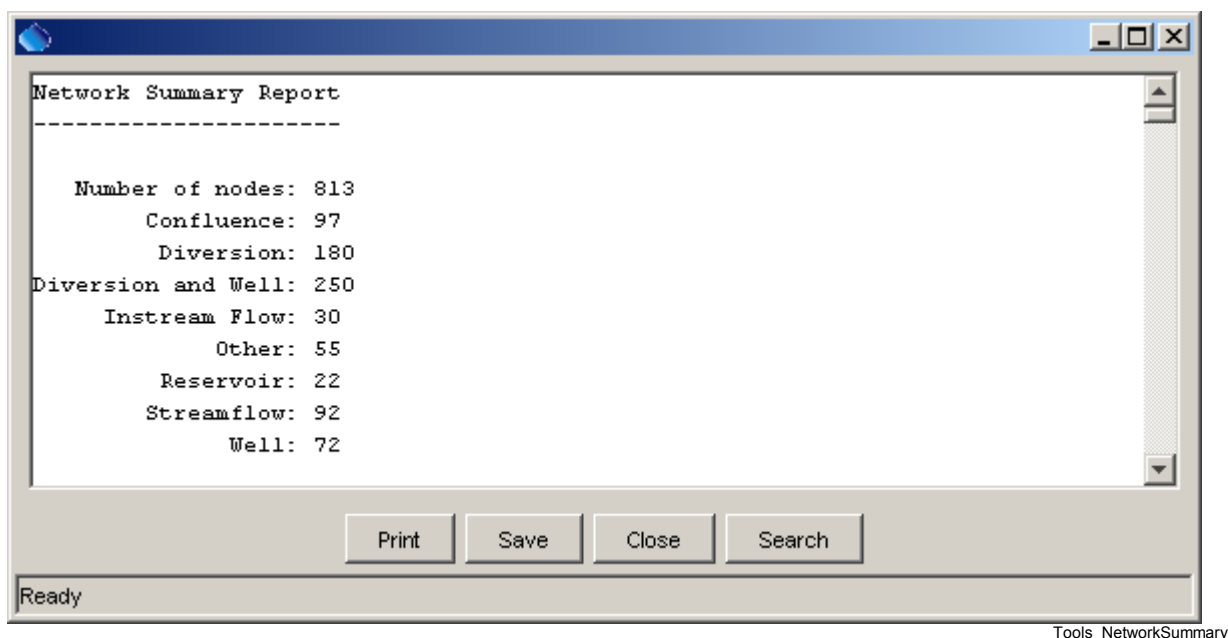 Network Summary Report
----------------------
Number of nodes: 813
Confluence: 97
Diversion: 180
Diversion and Well: 250
Instream Flow: 30
Other: 55
Reservoir: 22
Streamflow: 92
Well: 72
Print Save Close Search
Ready
Tools_NetworkSummary